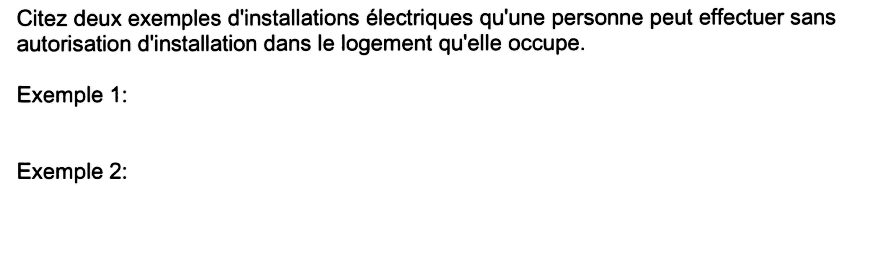 Citez deux exemples d'installations électriques qu'une personne peut effectuer sans
autorisation d'installation dans le logement qu'elle occupe.
Exemple 1:
Exemple 2: